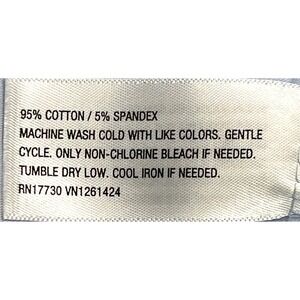 95% COTTON / 5% SPANDEX
MACHINE WASH COLD WITH LIKE COLORS. GENTLE
CYCLE. ONLY NON-CHLORINE BLEACH IF NEEDED.
TUMBLE DRY LOW. COOL IRON IF NEEDED.
RN17730 VN1261424